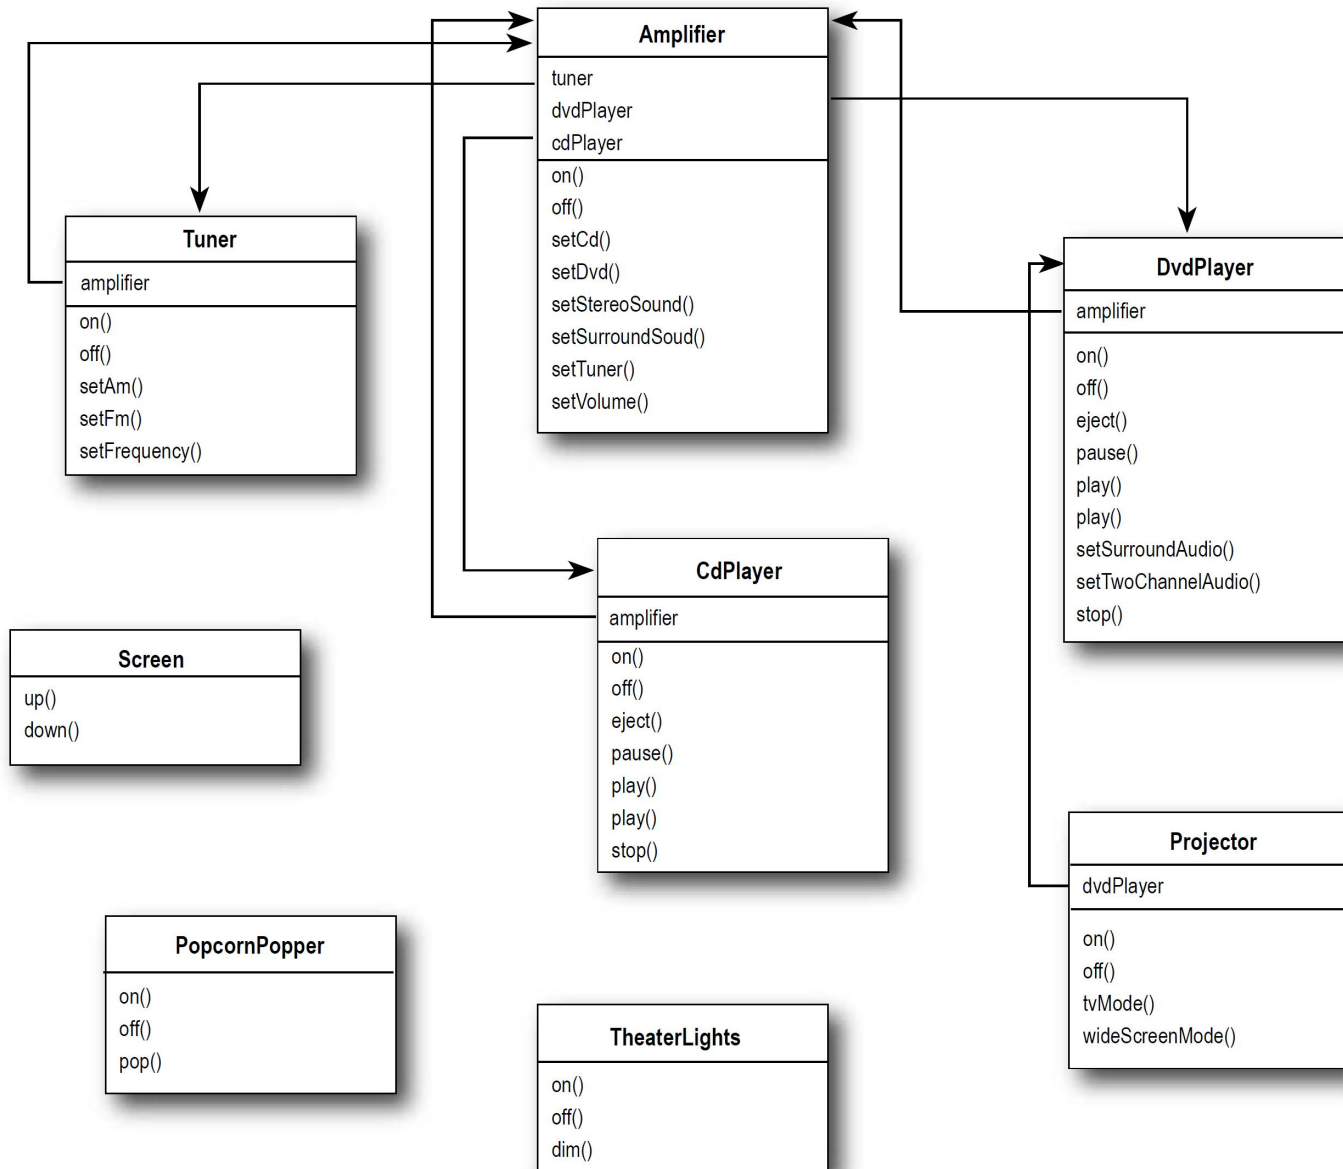 Amplifier
tuner
dvdPlayer
cdPlayer
on()
off()
setCd()
setDvd()
setStereoSound()
setSurroundSoud()
setTuner()
setVolume()
Tuner
amplifier
on()
off()
setAm()
setFm()
setFrequency()
DvdPlayer
amplifier
on()
off()
eject()
pause()
play()
play()
setSurroundAudio()
setTwoChannelAudio()
stop()
CdPlayer
amplifier
on()
off()
eject()
pause()
play()
play()
stop()
Screen
up()
down()
Projector
dvdPlayer
on()
off()
tvMode()
wideScreenMode()
PopcornPopper
on()
off()
pop()
TheaterLights
on()
off()
dim()